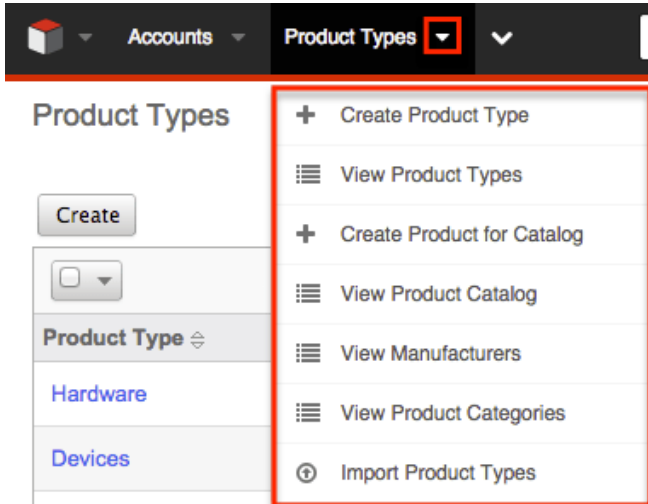 Accounts
Product Types
Product Types
Create Product Type
View Product Types
Create
Create Product for Catalog
View Product Catalog
Product Type
View Manufacturers
Hardware
View Product Categories
Devices
Import Product Types